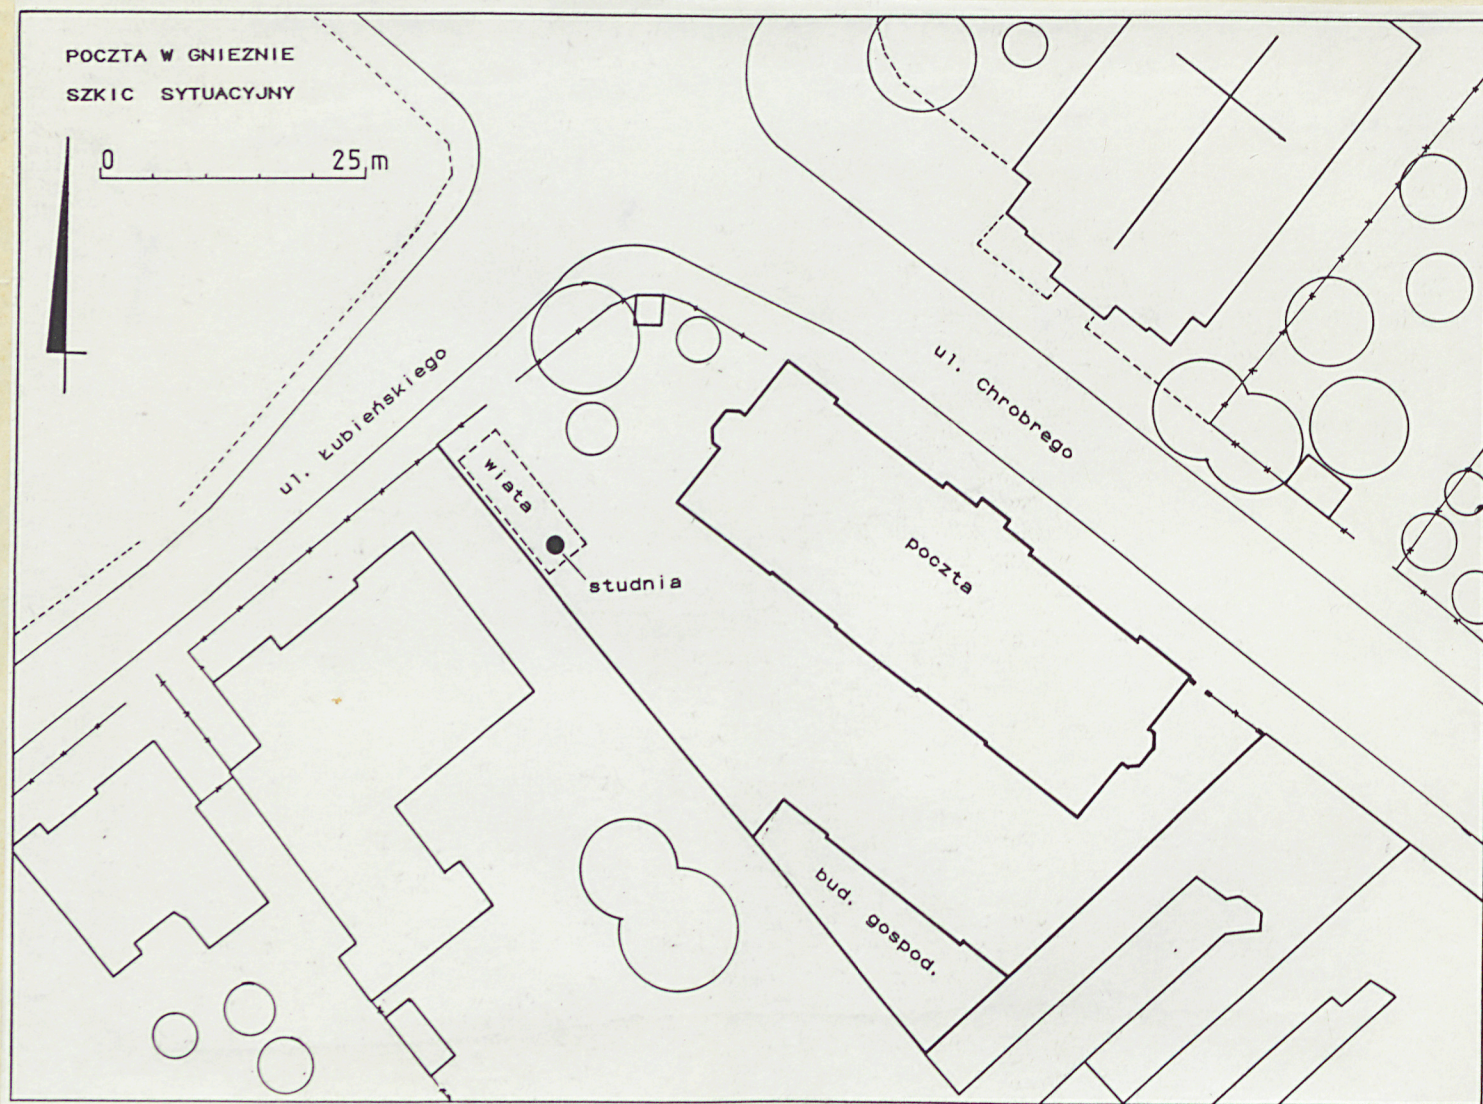 POCZTA W GNIEZNIE
SZKIC SYTUACYJNY
0 25 m
ul. Łubieńskiego
ul. Chrobrego
wiata
studnia
poczta
bud. gospod.